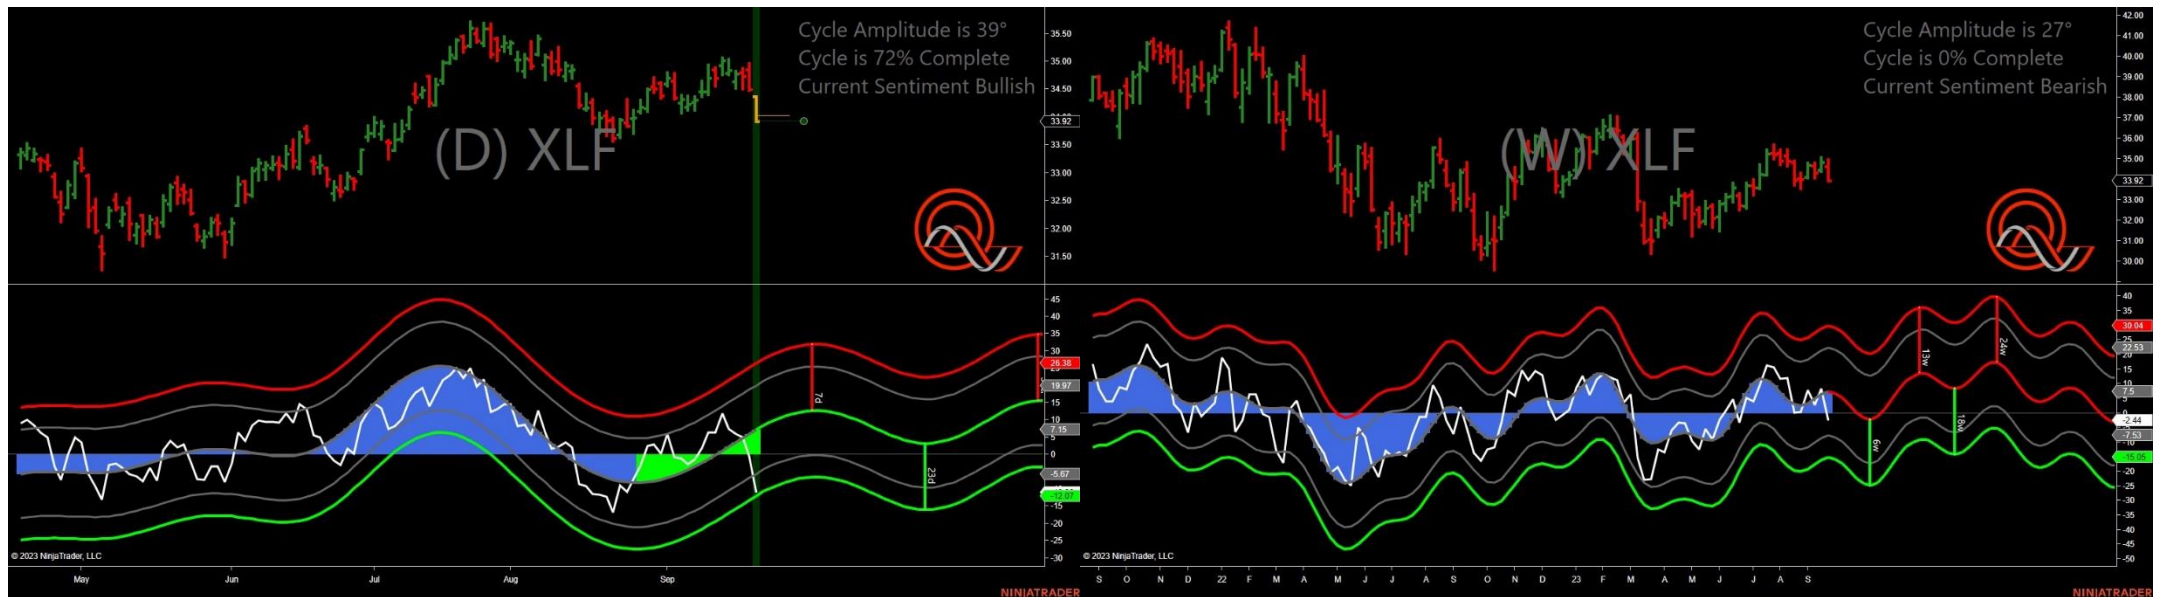 Cycle Amplitude is 39°
Cycle is 72% Complete
Current Sentiment Bullish
(D) XLF
35.50
35.00
34.50
33.92
33.50
33.00
32.50
32.00
31.50
45
40
35
30
26.38
19.97
15
10
7.15
5
0
-5.67
-12.07
-20
-25
-30
7d
23d
© 2023 NinjaTrader, LLC
May Jun Jul Aug Sep
NINJATRADER
Cycle Amplitude is 27°
Cycle is 0% Complete
Current Sentiment Bearish
(W) XLF
42.00
41.00
40.00
39.00
38.00
37.00
36.00
35.00
33.92
33.00
32.00
31.00
30.00
40
35
30.04
22.53
15
10
7.5
0
-2.44
-7.53
-15.05
-20
-25
-30
-35
-40
-45
-50
13w
24w
6w
18w
© 2023 NinjaTrader, LLC
S O N D 22 F M A M J J A S O N D 23 F M A M J J A S
NINJATRADER